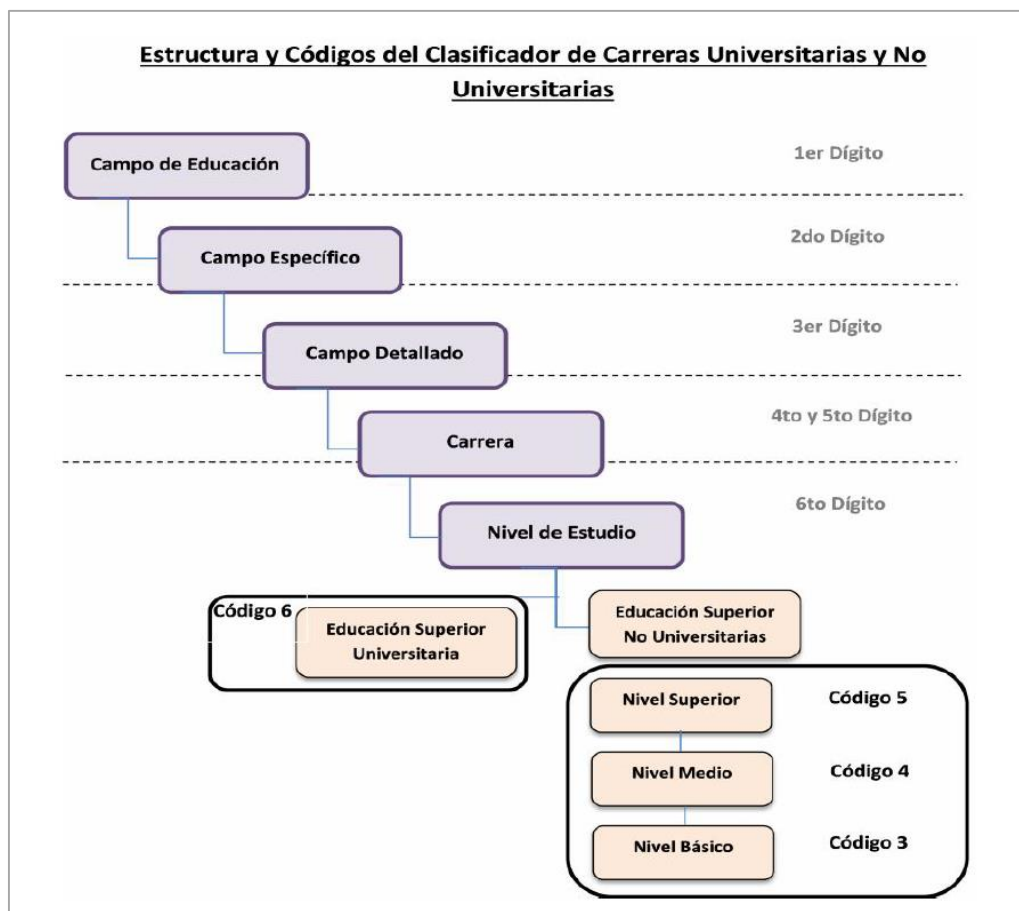 Estructura y Códigos del Clasificador de Carreras Universitarias y No
Universitarias
Campo de Educación
1er Dígito
Campo Específico
2do Dígito
Campo Detallado
3er Dígito
Carrera
4to y 5to Dígito
Nivel de Estudio
6to Dígito
Código 6
Educación Superior
Universitaria
Educación Superior
No Universitarias
Nivel Superior
Código 5
Nivel Medio
Código 4
Nivel Básico
Código 3